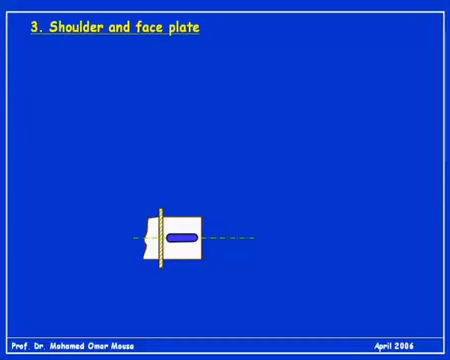 3. Shoulder and face plate
Prof. Dr. Mohamed Omar Mousa
April 2006